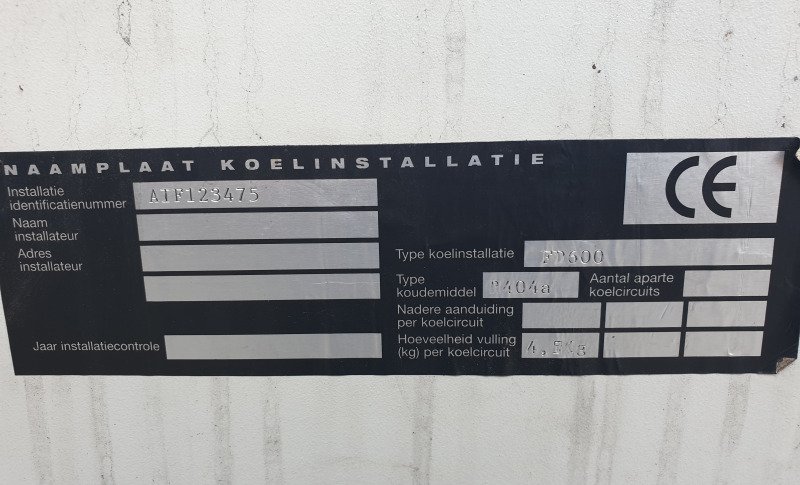 NAAMPLAAT KOELINSTALLATIE
CE
Installatie identificatienummer
ATF123475
Naam installateur
Adres installateur
Jaar installatiecontrole
Type koelinstallatie
Type koudemiddel
R404a
Aantal aparte koelcircuits
Nadere aanduiding per koelcircuit
Hoeveelheid vulling (kg) per koelcircuit